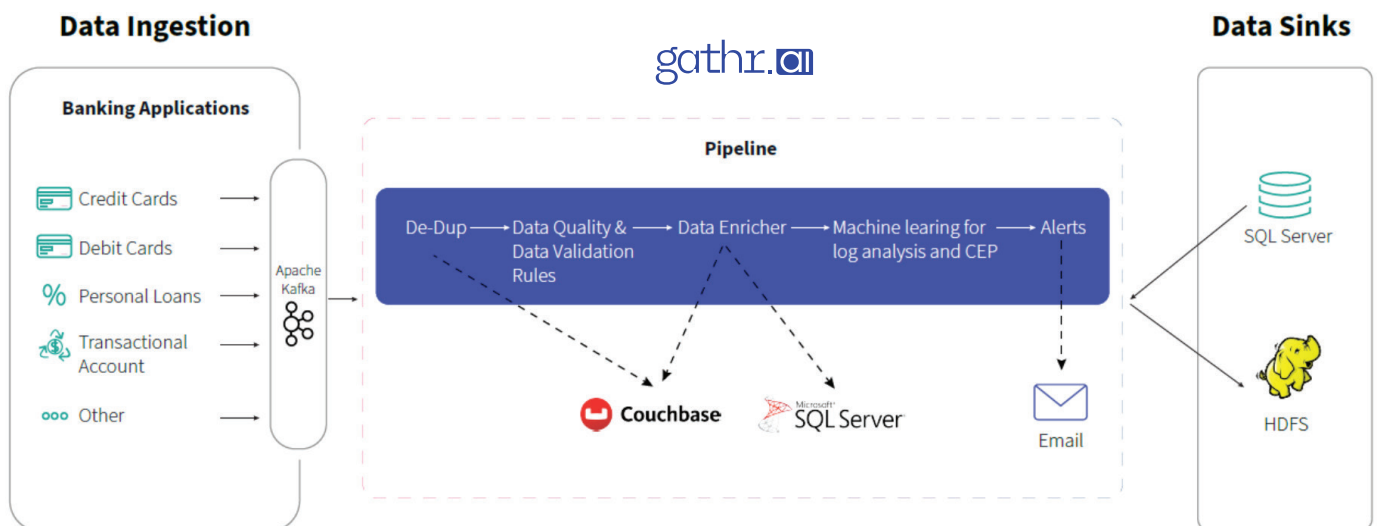 Data Ingestion
gathr.ai
Data Sinks
Banking Applications
Credit Cards
Debit Cards
Personal Loans
Transactional
Account
Other
Apache
Kafka
Pipeline
De-Dup
Data Quality &
Data Validation
Rules
Data Enricher
Machine learing for
log analysis and CEP
Alerts
Couchbase
Microsoft
SQL Server
Email
SQL Server
HDFS